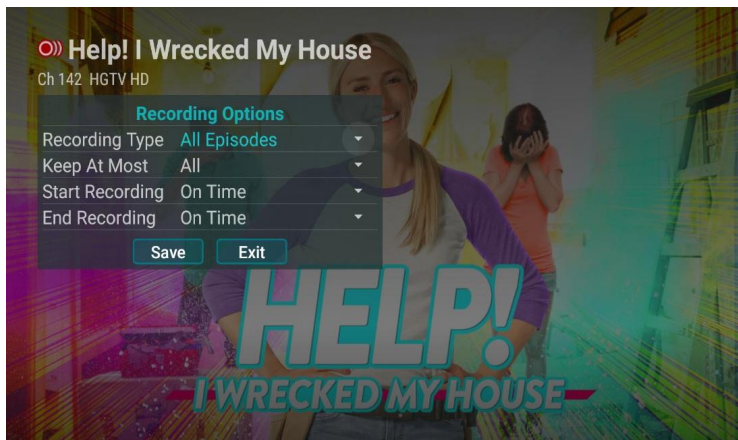 Help! I Wrecked My House
Ch 142 HGTV HD
Recording Options
Recording Type All Episodes
Keep At Most All
Start Recording On Time
End Recording On Time
Save Exit
HELP!
I WRECKED MY HOUSE